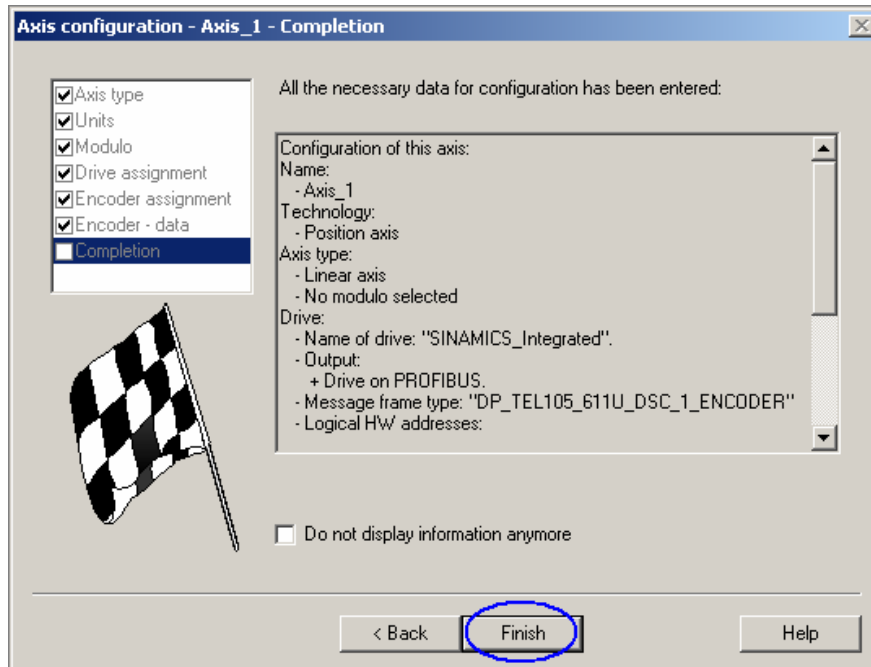 Axis configuration - Axis_1 - Completion
Axis type
Units
Modulo
Drive assignment
Encoder assignment
Encoder - data
Completion
All the necessary data for configuration has been entered:
Configuration of this axis:
Name:
- Axis_1
Technology:
- Position axis
Axis type:
- Linear axis
- No modulo selected
Drive:
- Name of drive: "SINAMICS_Integrated".
- Output:
+ Drive on PROFIBUS.
- Message frame type: "DP_TEL105_611U_DSC_1_ENCODER"
- Logical HW addresses:
Do not display information anymore
< Back
Finish
Help